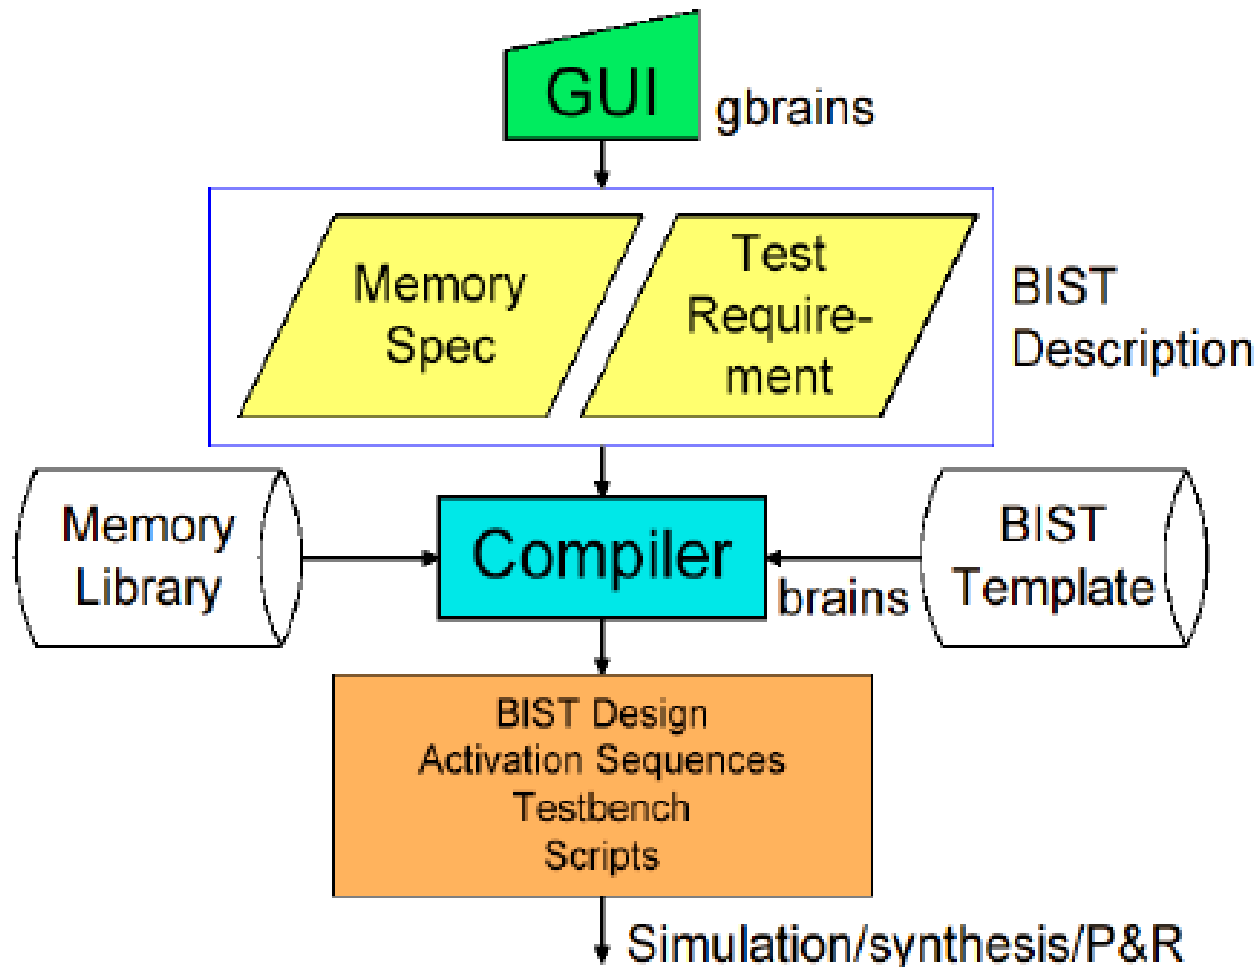 GUI
gbrains
Memory
Spec
Test
Require-
ment
BIST
Description
Memory
Library
Compiler
brains
BIST
Template
BIST Design
Activation Sequences
Testbench
Scripts
Simulation/synthesis/P&R